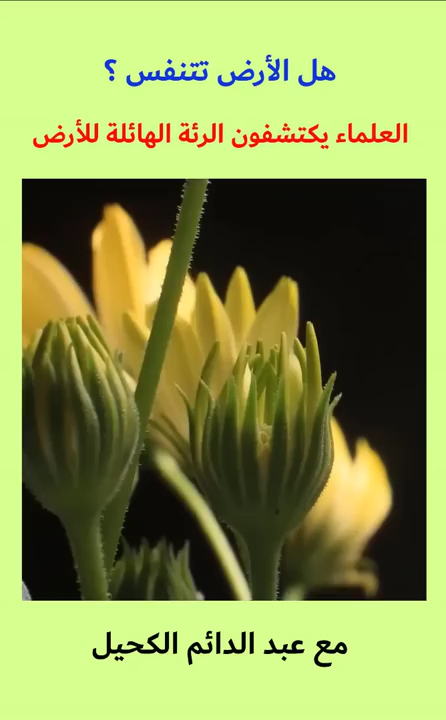 هل الأرض تتنفس ؟
العلماء يكتشفون الرئة الهائلة للأرض
مع عبد الدائم الكحيل